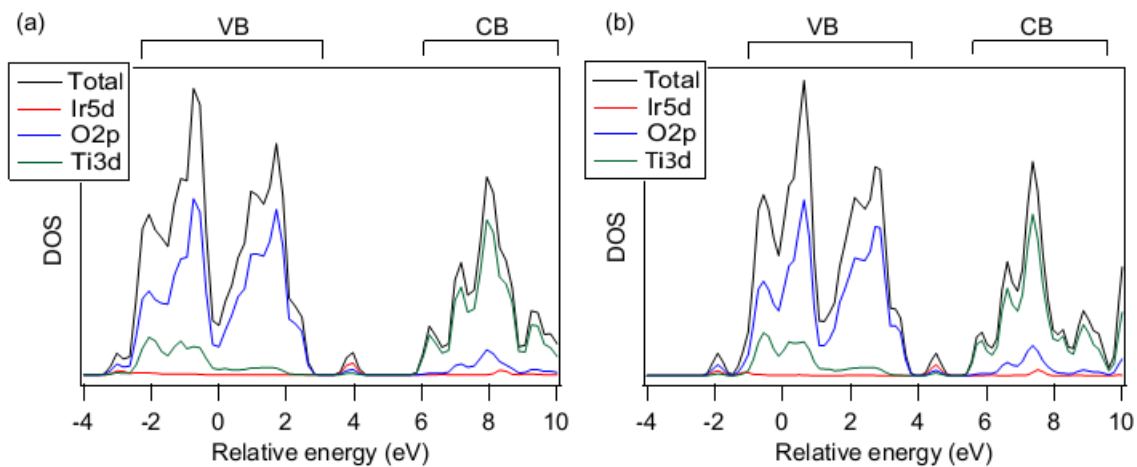 (a) VB CB
Total
Ir5d
O2p
Ti3d
DOS
-4 -2 0 2 4 6 8 10
Relative energy (eV)
(b) VB CB
Total
Ir5d
O2p
Ti3d
DOS
-4 -2 0 2 4 6 8 10
Relative energy (eV)